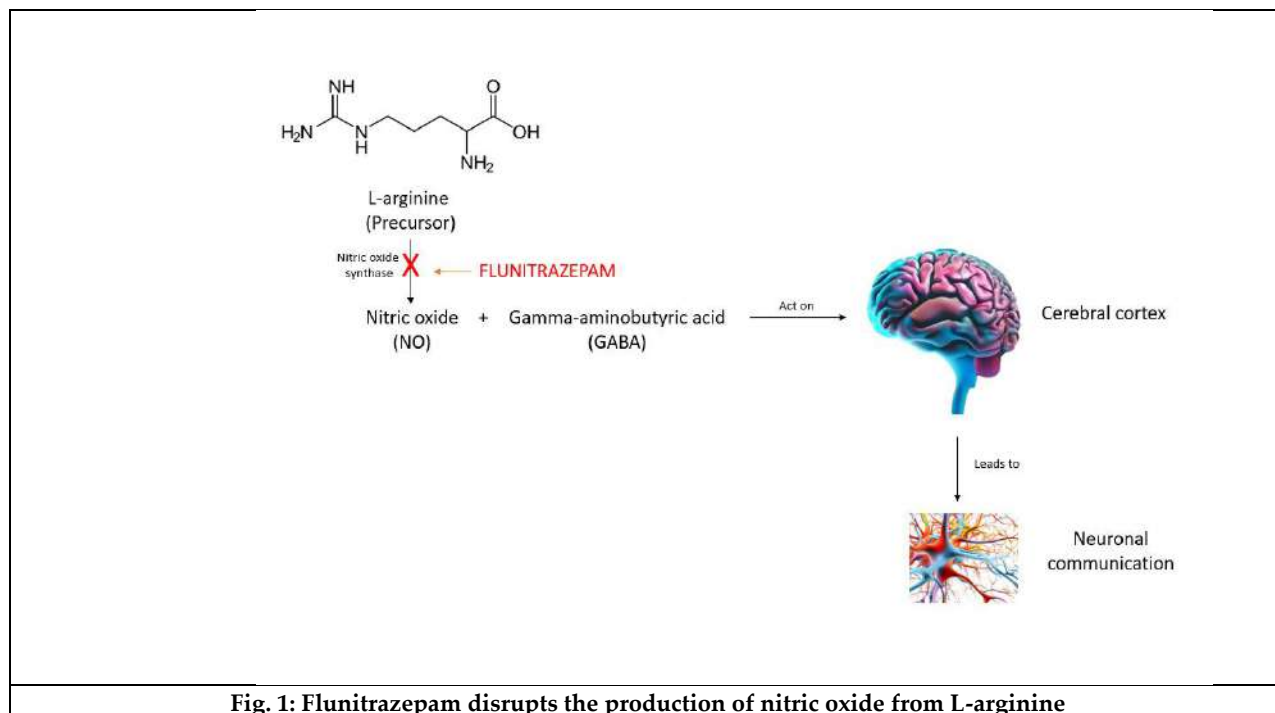 NH
O
H₂N
N
H
OH
NH₂
L-arginine
(Precursor)
Nitric oxide
synthase
X
FLUNITRAZEPAM
Nitric oxide
(NO)
+
Gamma-aminobutyric acid
(GABA)
Act on
Cerebral cortex
Leads to
Neuronal
communication
Fig. 1: Flunitrazepam disrupts the production of nitric oxide from L-arginine